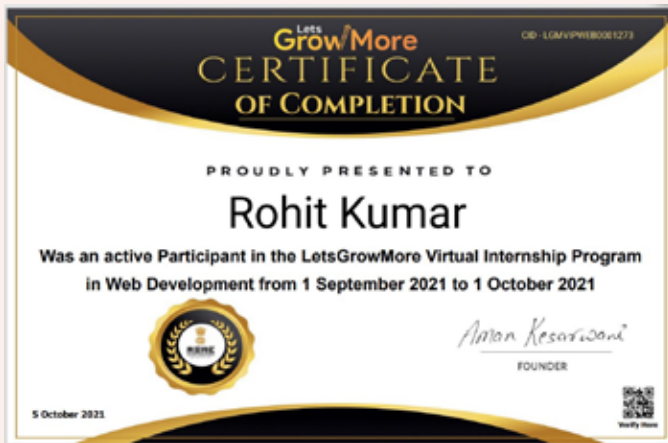 Lets
GrowMore
CID - LGMVIPWEB0001273
CERTIFICATE
OF COMPLETION
PROUDLY PRESENTED TO
Rohit Kumar
Was an active Participant in the LetsGrowMore Virtual Internship Program
in Web Development from 1 September 2021 to 1 October 2021
Aman Kesarwani
FOUNDER
5 October 2021
Verify Here